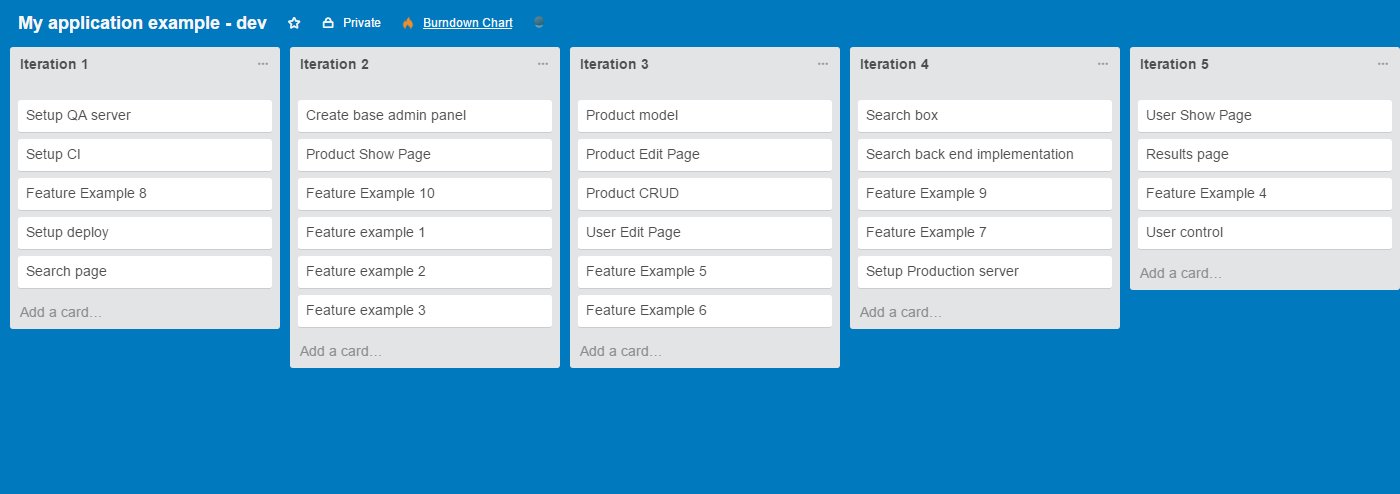 My application example - dev Private Burndown Chart
Iteration 1
Setup QA server
Setup CI
Feature Example 8
Setup deploy
Search page
Add a card…
Iteration 2
Create base admin panel
Product Show Page
Feature Example 10
Feature example 1
Feature example 2
Feature example 3
Add a card…
Iteration 3
Product model
Product Edit Page
Product CRUD
User Edit Page
Feature Example 5
Feature Example 6
Add a card…
Iteration 4
Search box
Search back end implementation
Feature Example 9
Feature Example 7
Setup Production server
Add a card…
Iteration 5
User Show Page
Results page
Feature Example 4
User control
Add a card…